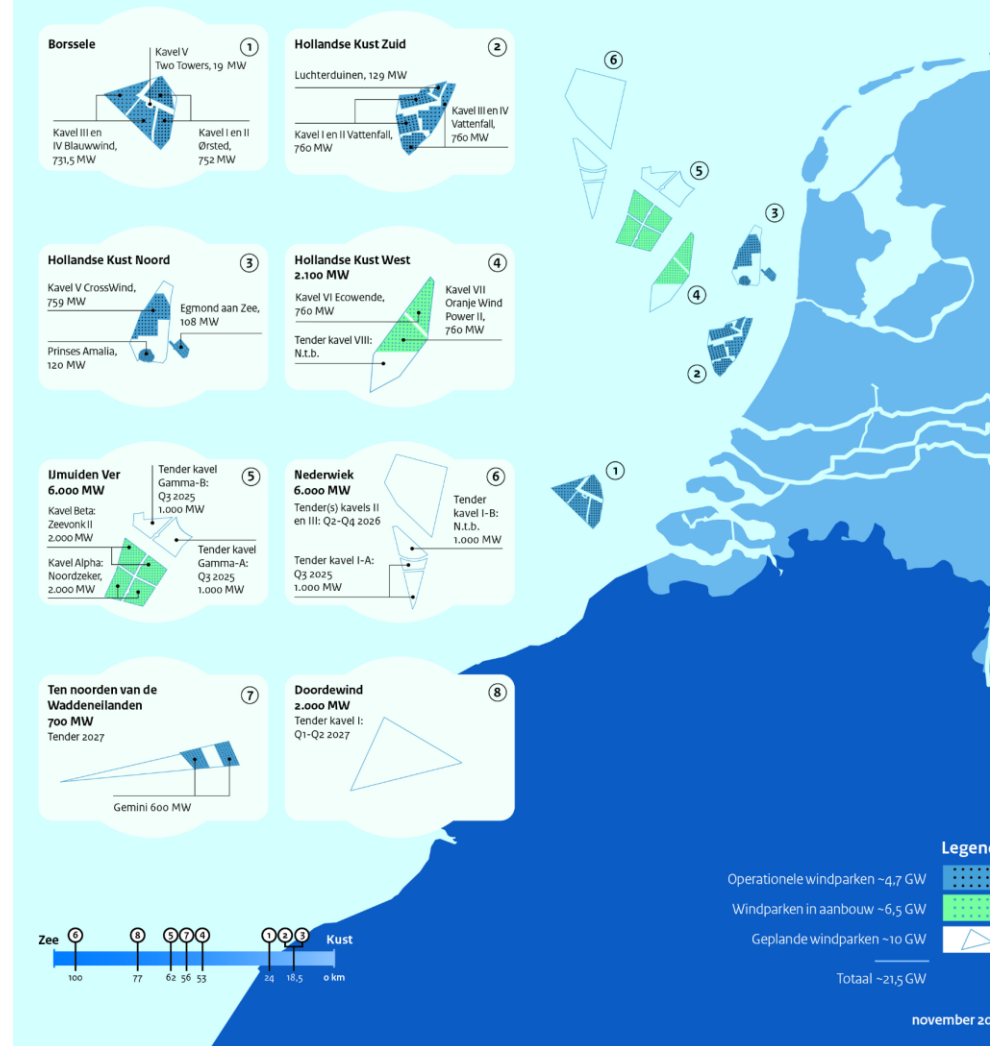 Borssele
1
Kavel V
Two Towers, 19 MW
Kavel III en
IV Blauwwind,
731,5 MW
Kavel I en II
Ørsted,
752 MW
Hollandse Kust Zuid
2
Luchterduinen, 129 MW
Kavel I en II Vattenfall,
760 MW
Kavel III en IV
Vattenfall,
760 MW
Hollandse Kust Noord
3
Kavel V CrossWind,
759 MW
Egmond aan Zee,
108 MW
Prinses Amalia,
120 MW
Hollandse Kust West
4
2.100 MW
Kavel VI Ecowende,
760 MW
Kavel VII
Oranje Wind
Power II,
760 MW
Tender kavel VIII:
N.t.b.
IJmuiden Ver
5
6.000 MW
Tender kavel
Gamma-B:
Q3 2025
1.000 MW
Kavel Beta:
Zeevonk II
2.000 MW
Kavel Alpha:
Noordzeker,
2.000 MW
Tender kavel
Gamma-A:
Q3 2025
1.000 MW
Nederwiek
6
6.000 MW
Tender(s) kavels II
en III: Q2-Q4 2026
Tender
kavel I-B:
N.t.b.
1.000 MW
Tender kavel I-A:
Q3 2025
1.000 MW
Ten noorden van de
Waddeneilanden
7
700 MW
Tender 2027
Gemini 600 MW
Doordewind
8
2.000 MW
Tender kavel I:
Q1-Q2 2027
6
5
3
4
2
1
Zee
6
8
5
7
4
1
2
3
Kust
100
77
62
56
53
24
18,5
0 km
Legend
Operationele windparken ~4,7 GW
Windparken in aanbouw ~6,5 GW
Geplande windparken ~10 GW
Totaal ~21,5 GW
november 20